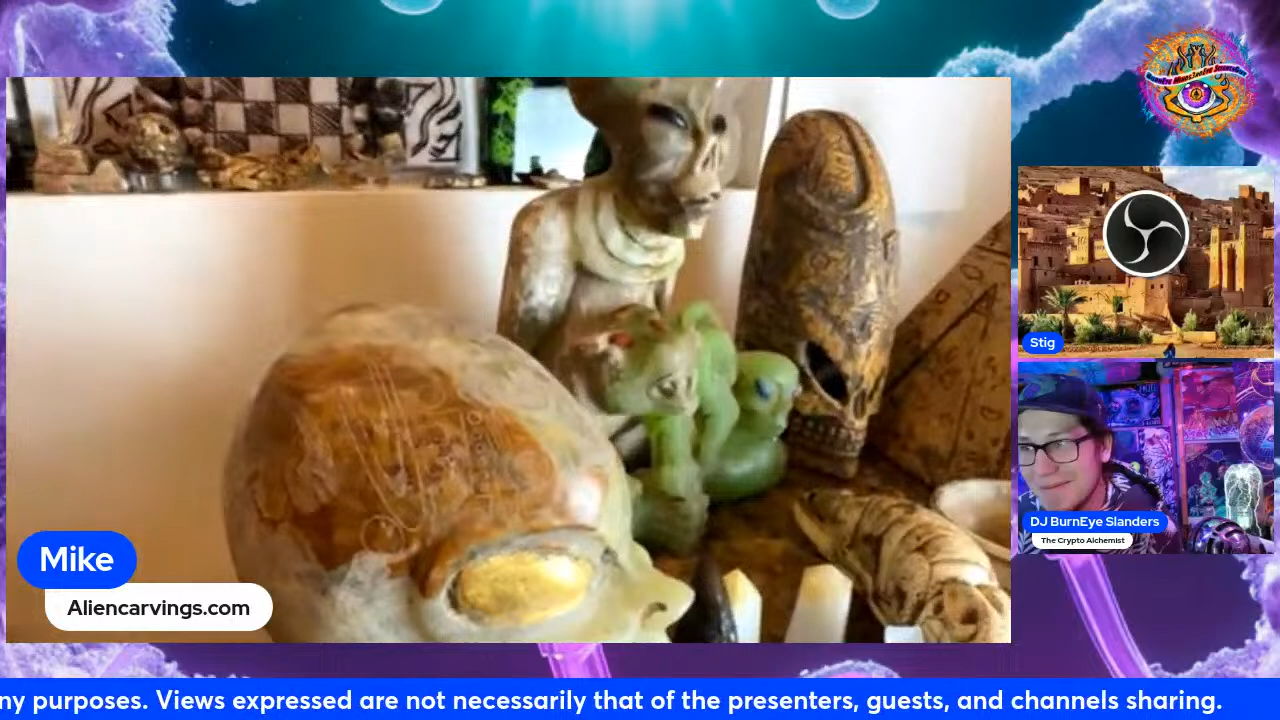 Stig
DJ BurnEye Slanders
The Crypto Alchemist
Mike
Aliencarvings.com
ny purposes. Views expressed are not necessarily that of the presenters, guests, and channels sharing.